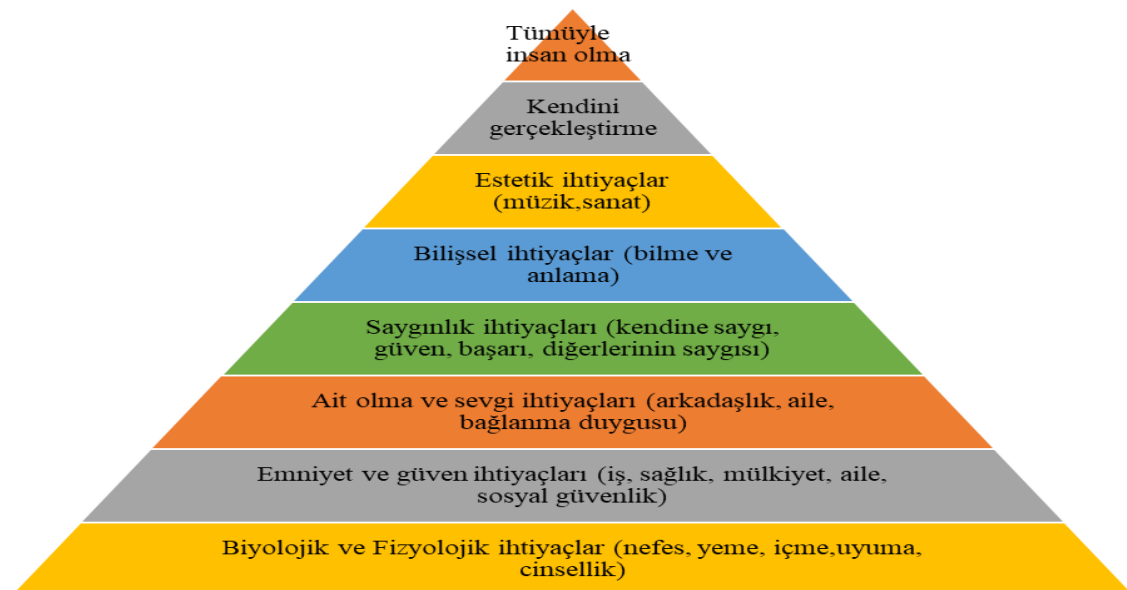 Tümüyle
insan olma
Kendini
gerçekleştirme
Estetik ihtiyaçlar
(müzik,sanat)
Bilişsel ihtiyaçlar (bilme ve
anlama)
Saygınlık ihtiyaçları (kendine saygı,
güven, başarı, diğerlerinin saygısı)
Ait olma ve sevgi ihtiyaçları (arkadaşlık, aile,
bağlanma duygusu)
Emniyet ve güven ihtiyaçları (iş, sağlık, mülkiyet, aile,
sosyal güvenlik)
Biyolojik ve Fizyolojik ihtiyaçlar (nefes, yeme, içme,uyuma,
cinsellik)